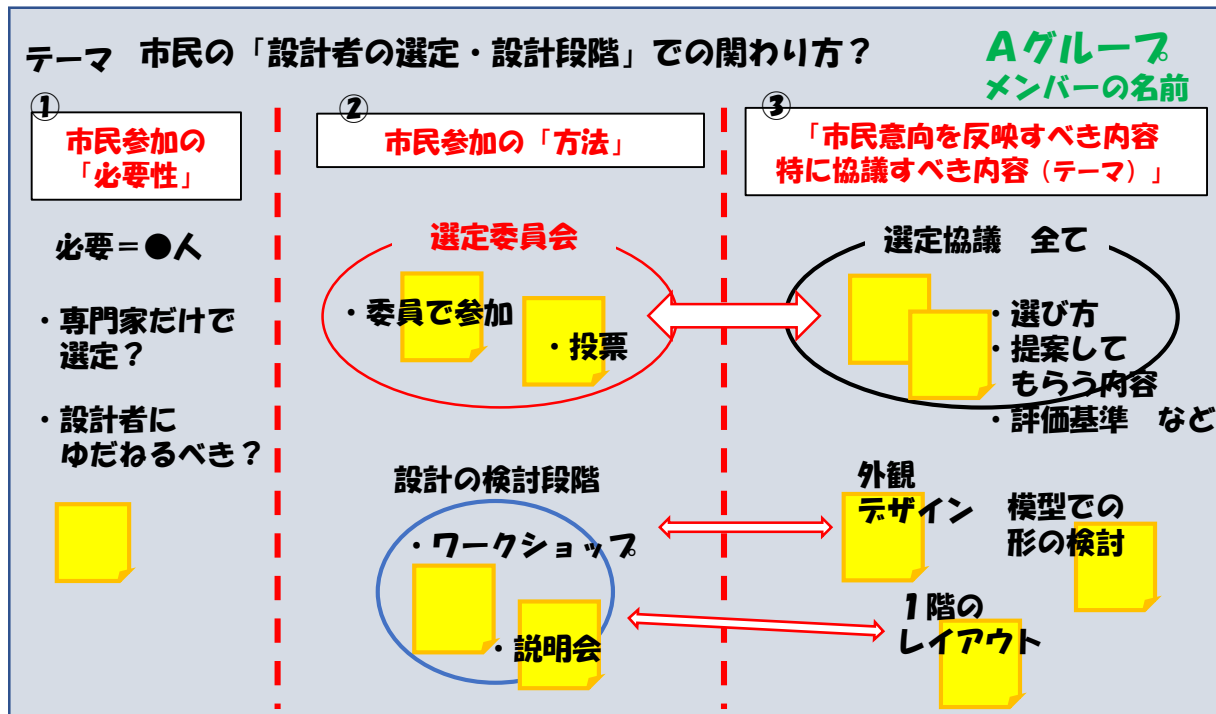 テーマ 市民の「設計者の選定・設計段階」での関わり方？
Aグループ
メンバーの名前
①
市民参加の
「必要性」
必要＝●人
・専門家だけで
選定？
・設計者に
ゆだねるべき？
②
市民参加の「方法」
選定委員会
・委員で参加
・投票
設計の検討段階
・ワークショップ
・説明会
③
「市民意向を反映すべき内容
特に協議すべき内容（テーマ）」
選定協議　全て
・選び方
・提案して
もらう内容
・評価基準　など
外観
デザイン
模型での
形の検討
１階の
レイアウト